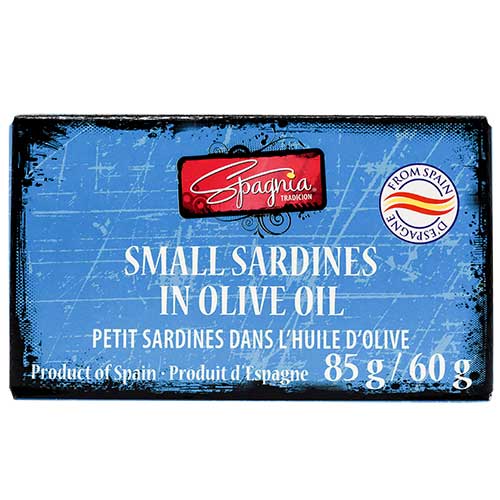 Spagnia®
TRADICION
FROM SPAIN
D'ESPAGNE
SMALL SARDINES
IN OLIVE OIL
PETIT SARDINES DANS L'HUILE D'OLIVE
Product of Spain · Produit d'Espagne 85 g / 60 g